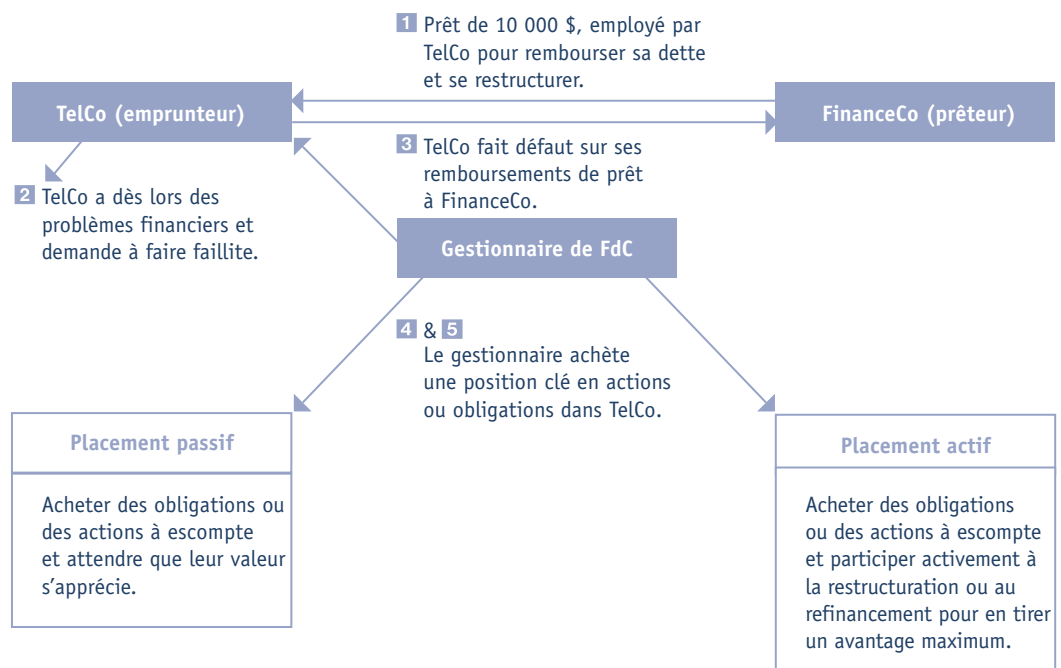 1 Prêt de 10 000 $, employé par
TelCo pour rembourser sa dette
et se restructurer.
TelCo (emprunteur)
FinanceCo (prêteur)
3 TelCo fait défaut sur ses
remboursements de prêt
à FinanceCo.
2 TelCo a dès lors des
problèmes financiers et
demande à faire faillite.
Gestionnaire de FdC
4 & 5
Le gestionnaire achète
une position clé en actions
ou obligations dans TelCo.
Placement passif
Acheter des obligations ou
des actions à escompte
et attendre que leur valeur
s’apprécie.
Placement actif
Acheter des obligations
ou des actions à escompte
et participer activement à
la restructuration ou au
refinancement pour en tirer
un avantage maximum.